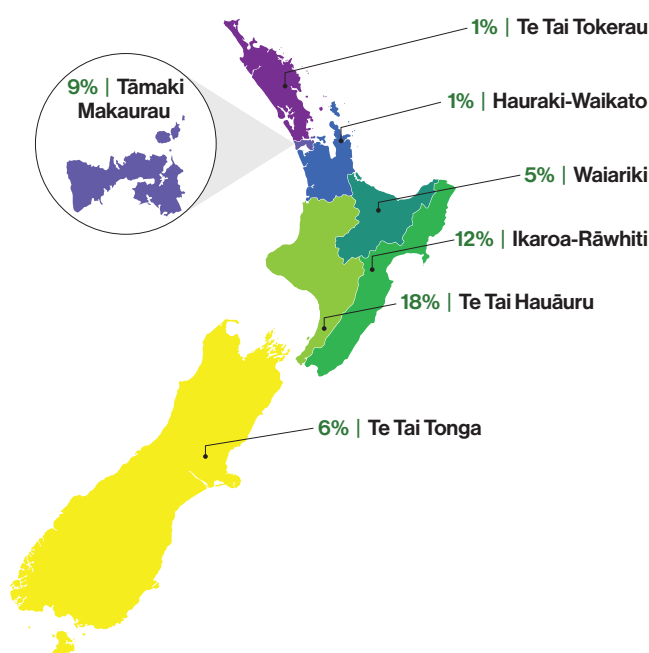 1% | Te Tai Tokerau
9% | Tāmaki
Makaurau
1% | Hauraki-Waikato
5% | Waiariki
12% | Ikaroa-Rāwhiti
18% | Te Tai Hauāuru
6% | Te Tai Tonga